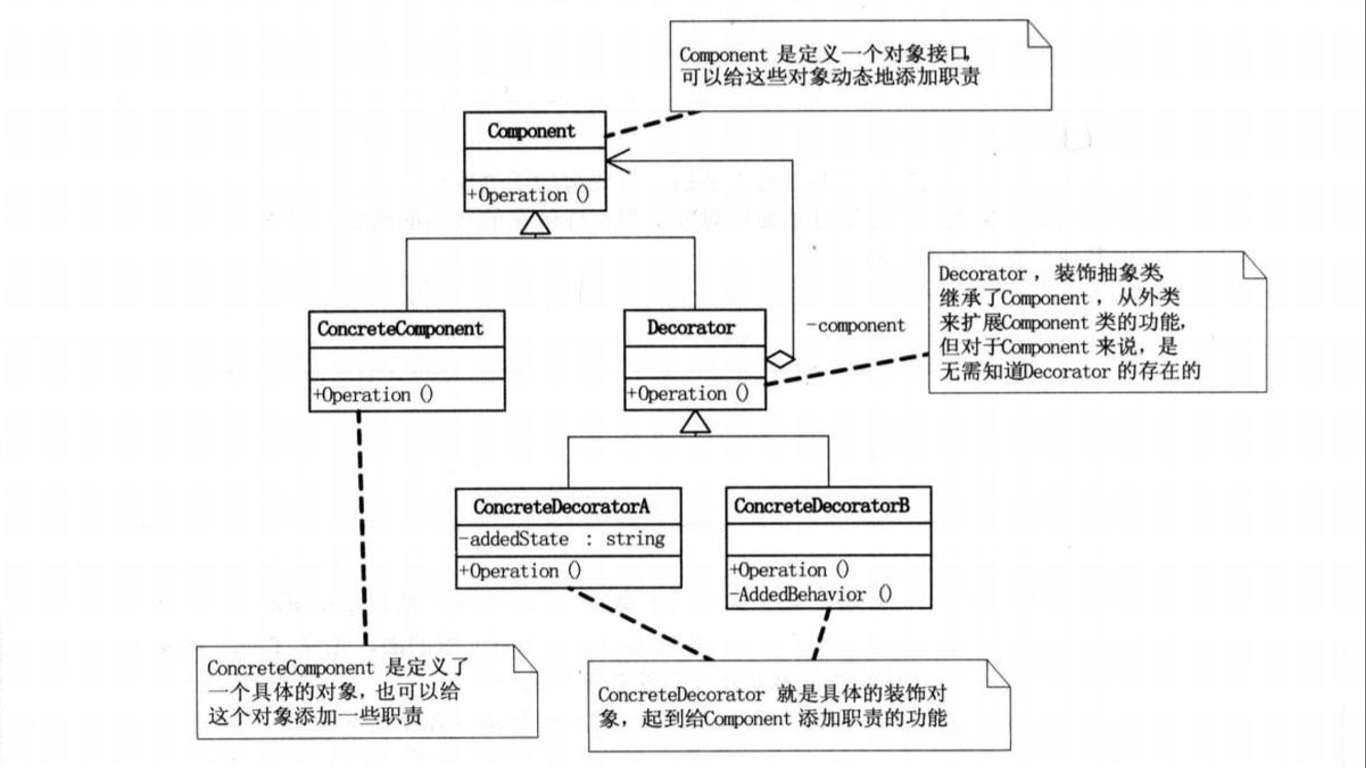 Component 是定义一个对象接口,
可以给这些对象动态地添加职责
Component
+Operation ()
Decorator ，装饰抽象类,
继承了Component ，从外类
来扩展Component 类的功能,
但对于Component 来说，是
无需知道Decorator 的存在的
ConcreteComponent
+Operation ()
Decorator
+Operation ()
-component
ConcreteDecoratorA
-addedState : string
+Operation ()
ConcreteDecoratorB
+Operation ()
-AddedBehavior ()
ConcreteComponent 是定义了
一个具体的对象，也可以给
这个对象添加一些职责
ConcreteDecorator 就是具体的装饰对
象，起到给Component 添加职责的功能